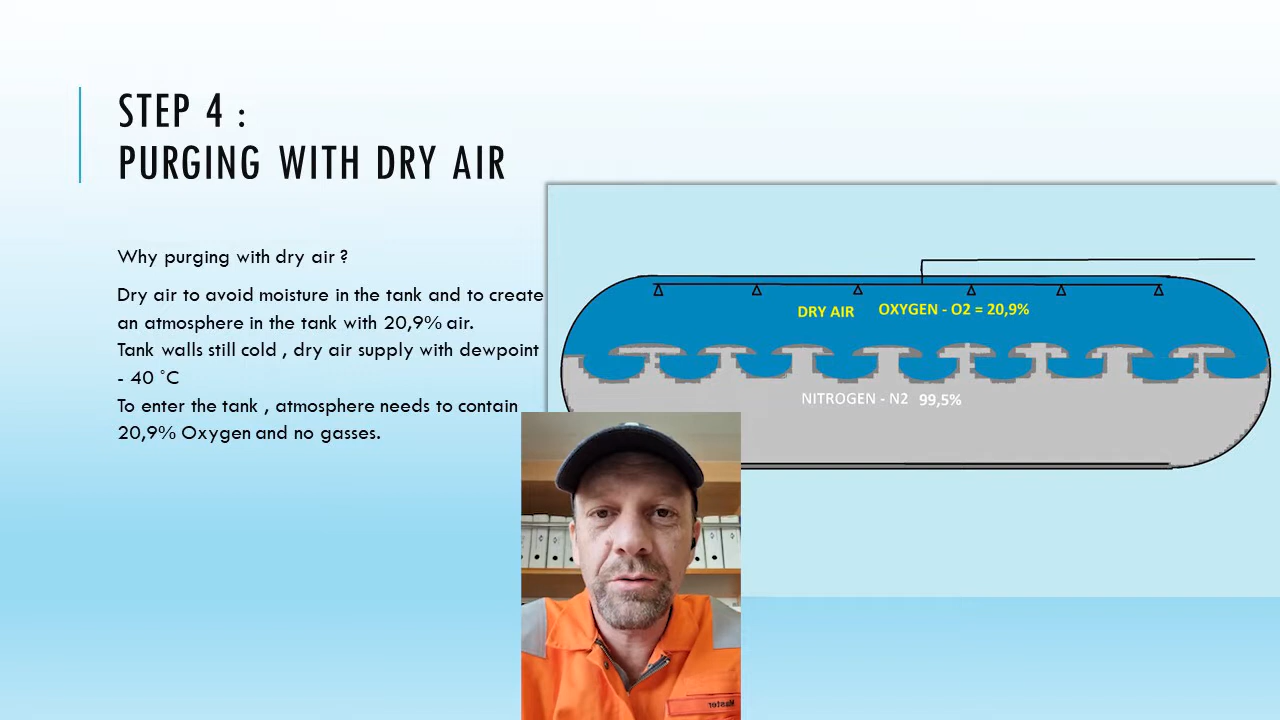 STEP 4 :
PURGING WITH DRY AIR
Why purging with dry air ?
Dry air to avoid moisture in the tank and to create
an atmosphere in the tank with 20,9% air.
Tank walls still cold , dry air supply with dewpoint
- 40 °C
To enter the tank , atmosphere needs to contain
20,9% Oxygen and no gasses.
DRY AIR OXYGEN - O2 = 20,9%
NITROGEN - N2 99,5%
Master